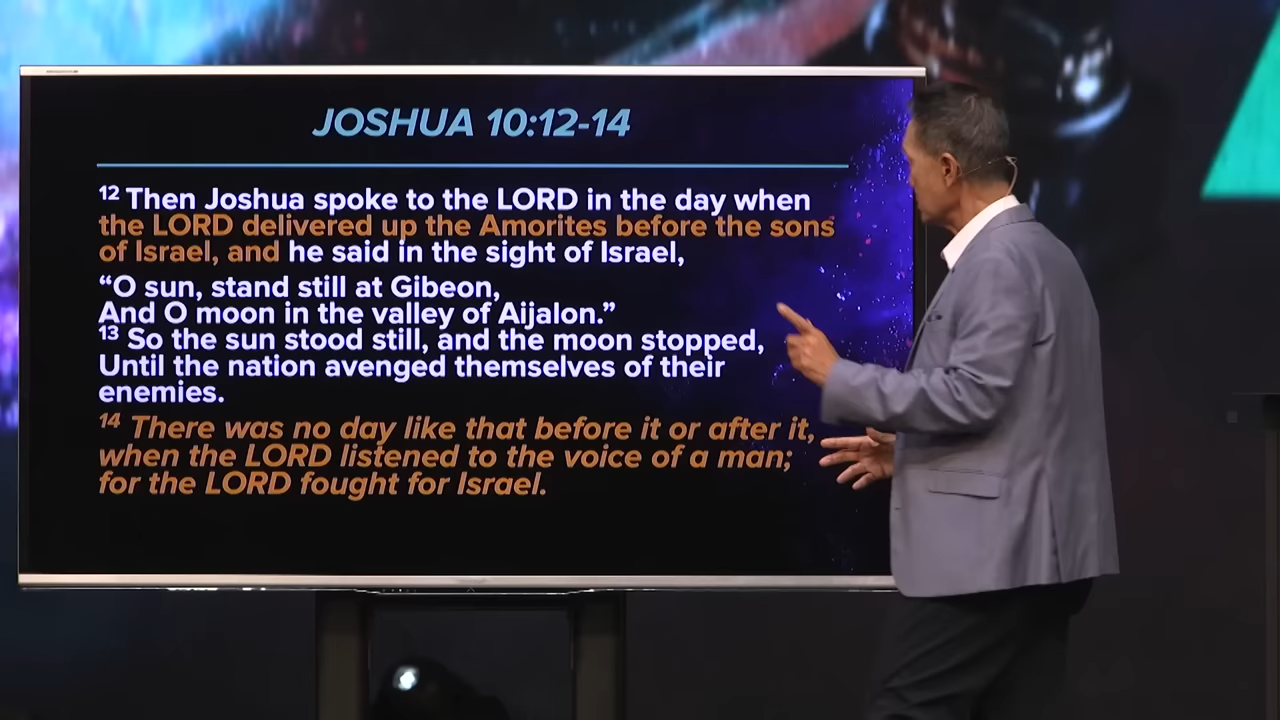 JOSHUA 10:12-14
12 Then Joshua spoke to the LORD in the day when
the LORD delivered up the Amorites before the sons
of Israel, and he said in the sight of Israel,
“O sun, stand still at Gibeon,
And O moon in the valley of Aijalon.”
13 So the sun stood still, and the moon stopped,
Until the nation avenged themselves of their
enemies.
14 There was no day like that before it or after it,
when the LORD listened to the voice of a man;
for the LORD fought for Israel.